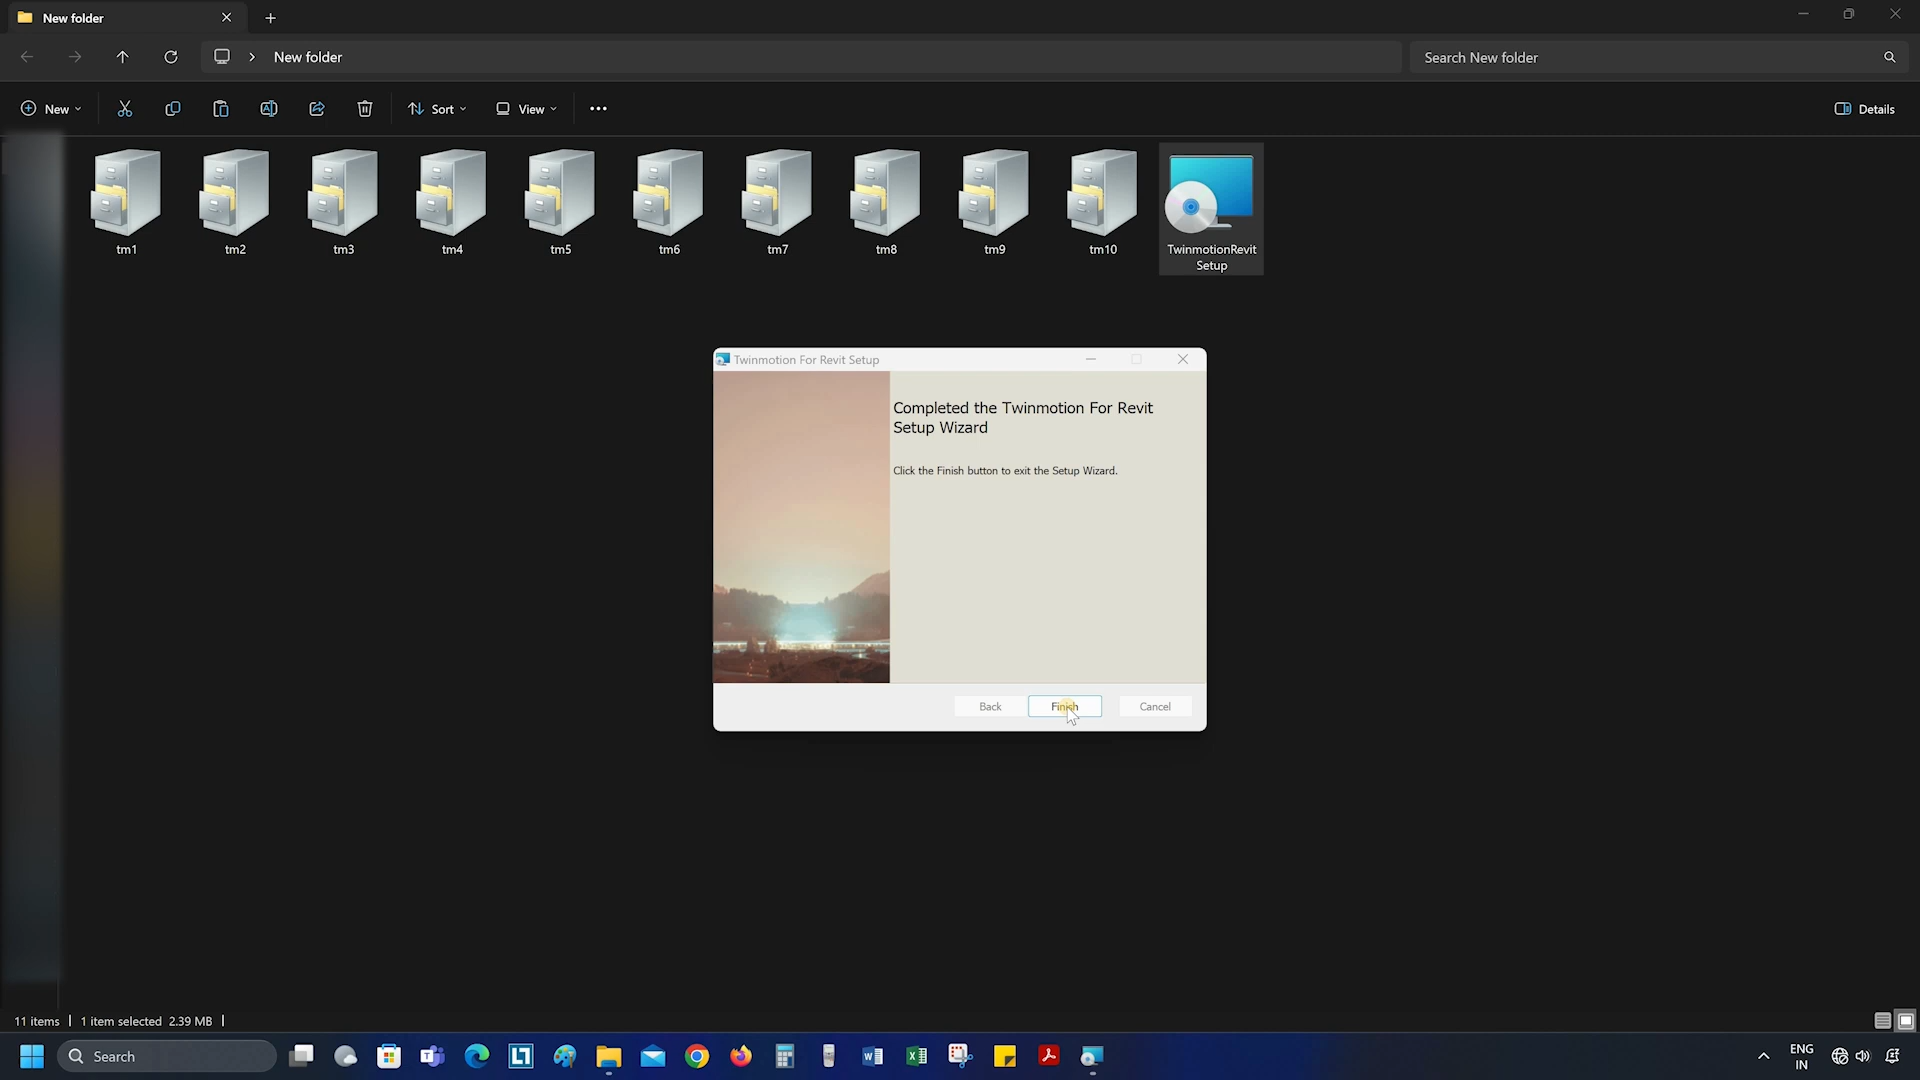 New folder
New folder
Search New folder
New
Sort
View
Details
tm1
tm2
tm3
tm4
tm5
tm6
tm7
tm8
tm9
tm10
TwinmotionRevit
Setup
Twinmotion For Revit Setup
Completed the Twinmotion For Revit
Setup Wizard
Click the Finish button to exit the Setup Wizard.
Back
Finish
Cancel
11 items
1 item selected 2.39 MB
Search
ENG
IN